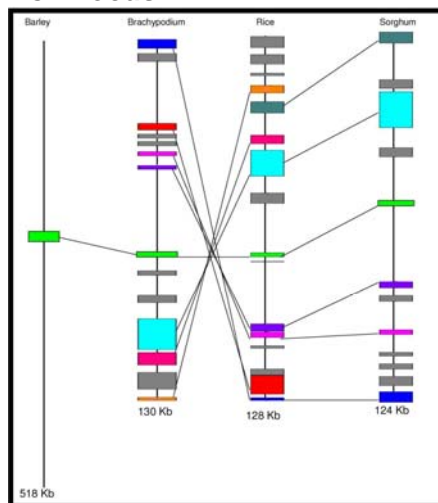 Barley
Brachypodium
Rice
Sorghum
130 Kb
128 Kb
124 Kb
518 Kb